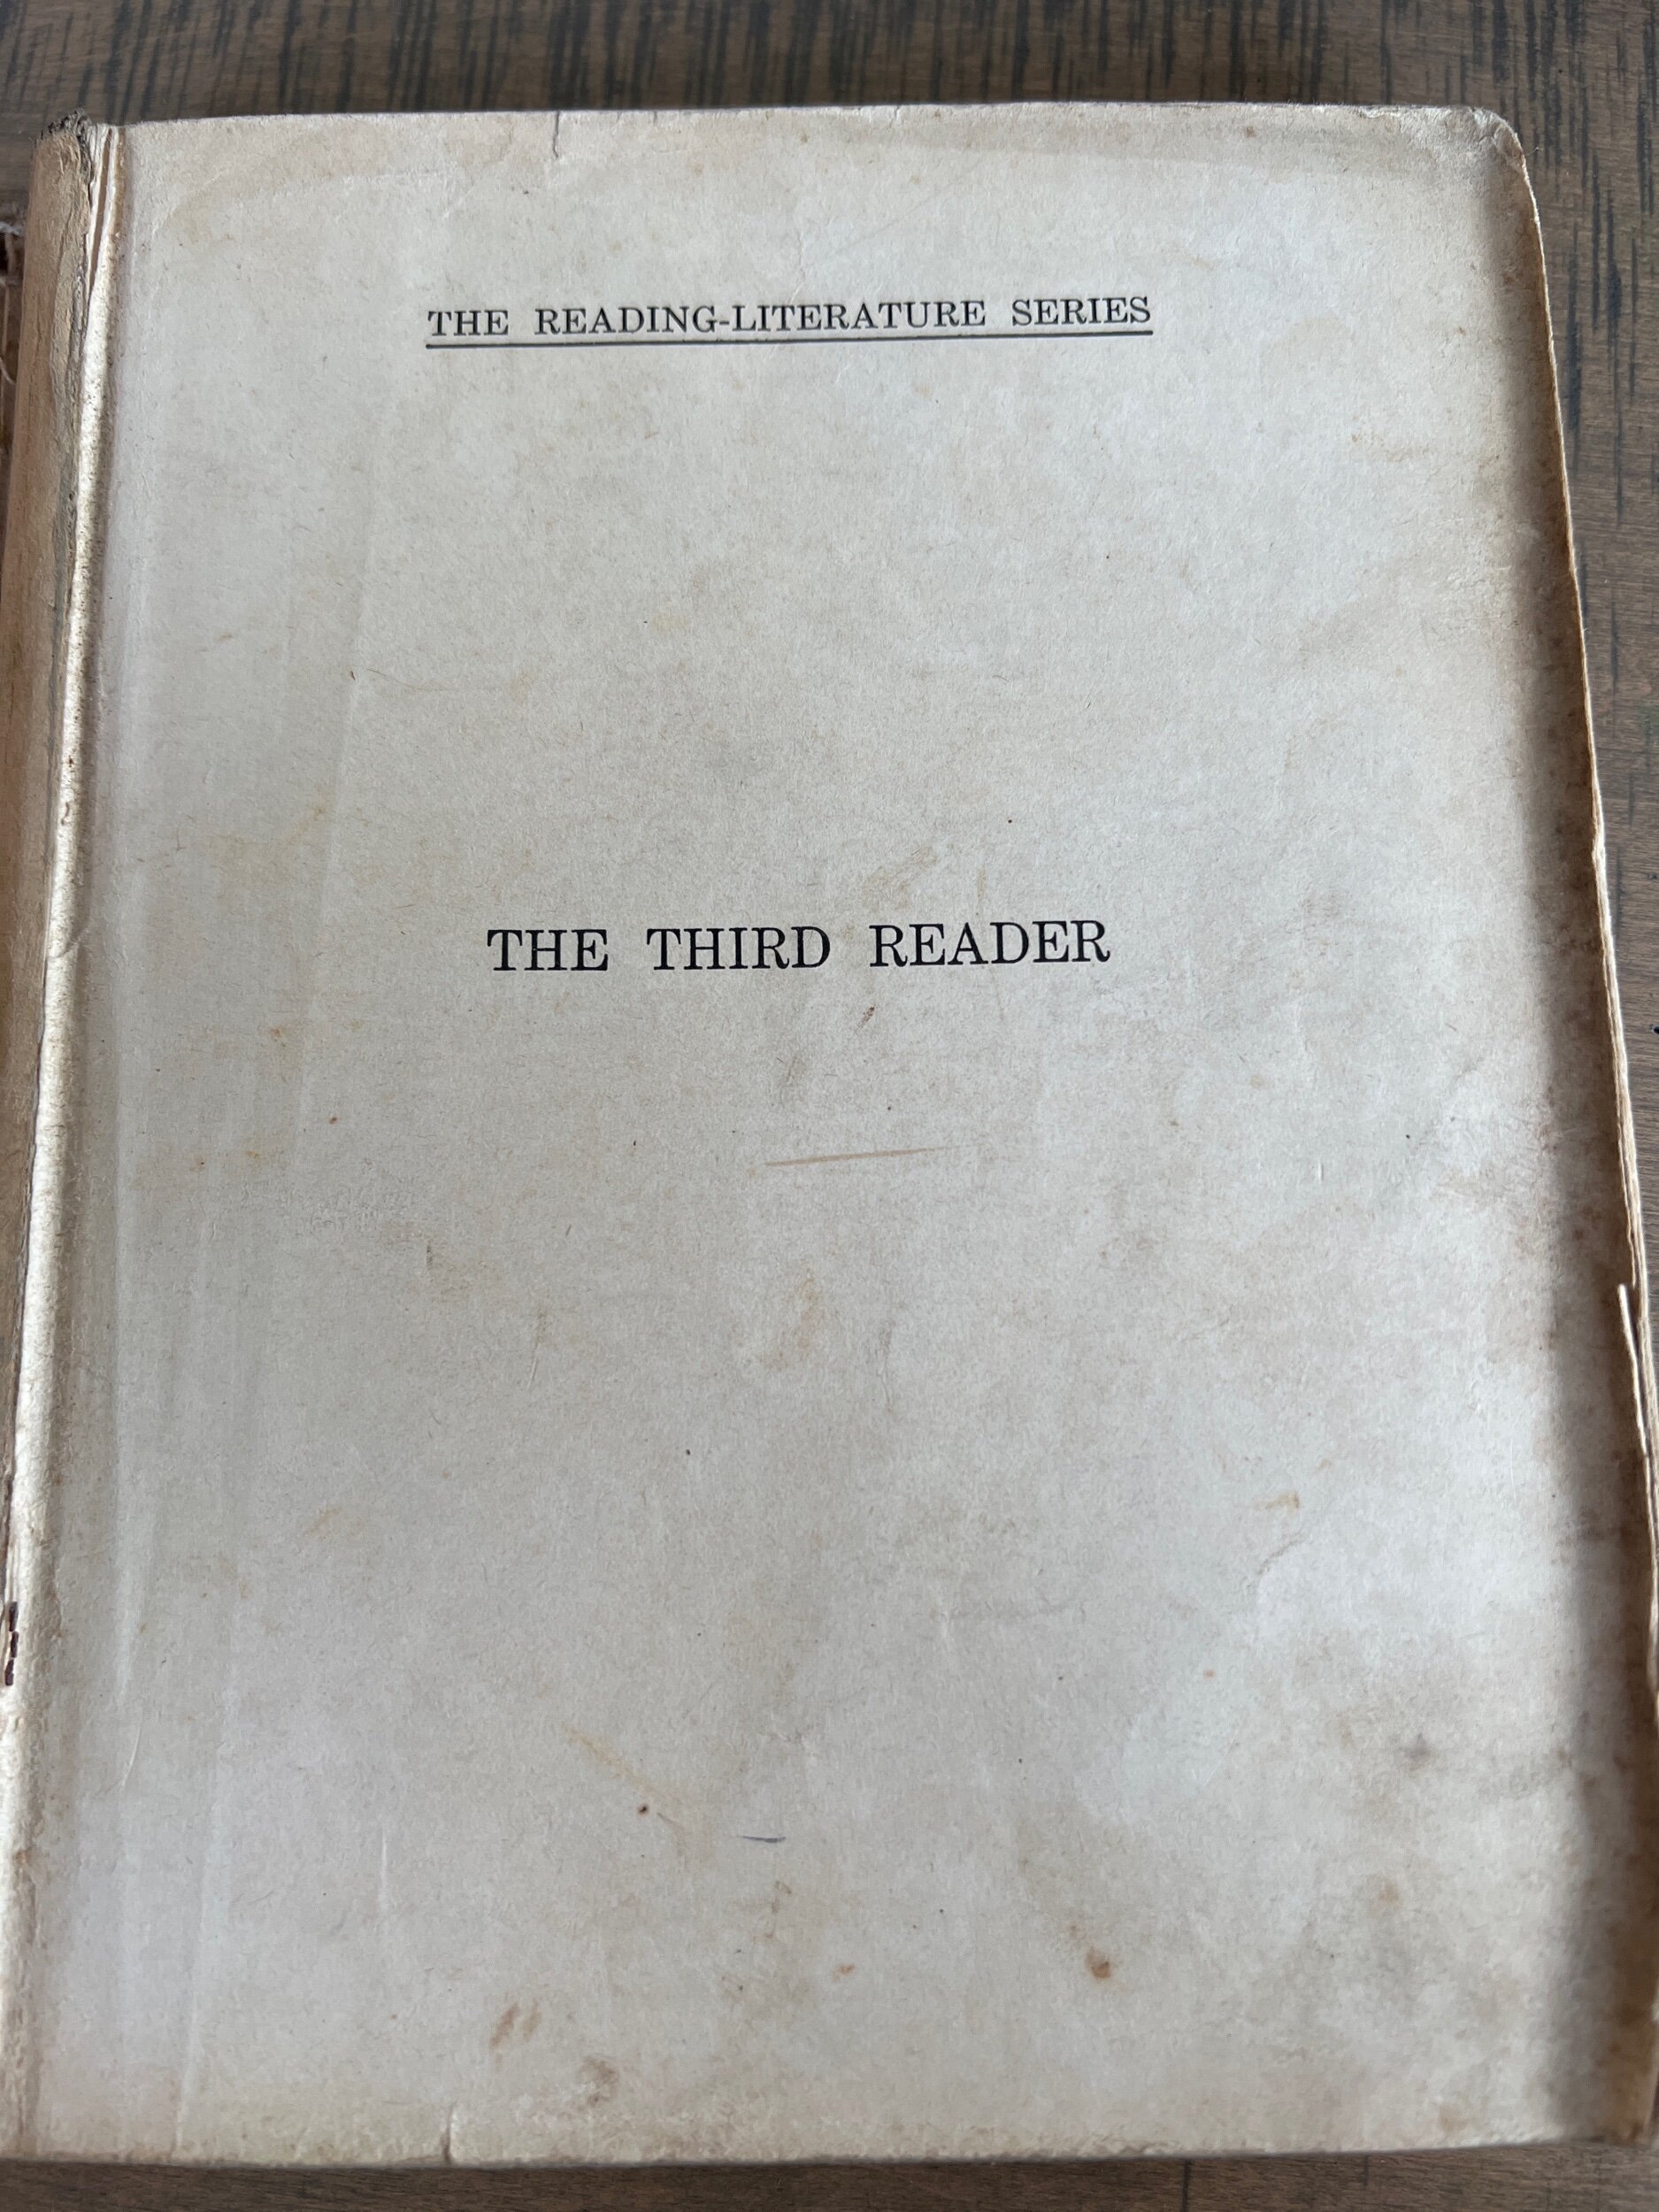 THE READING-LITERATURE SERIES
THE THIRD READER